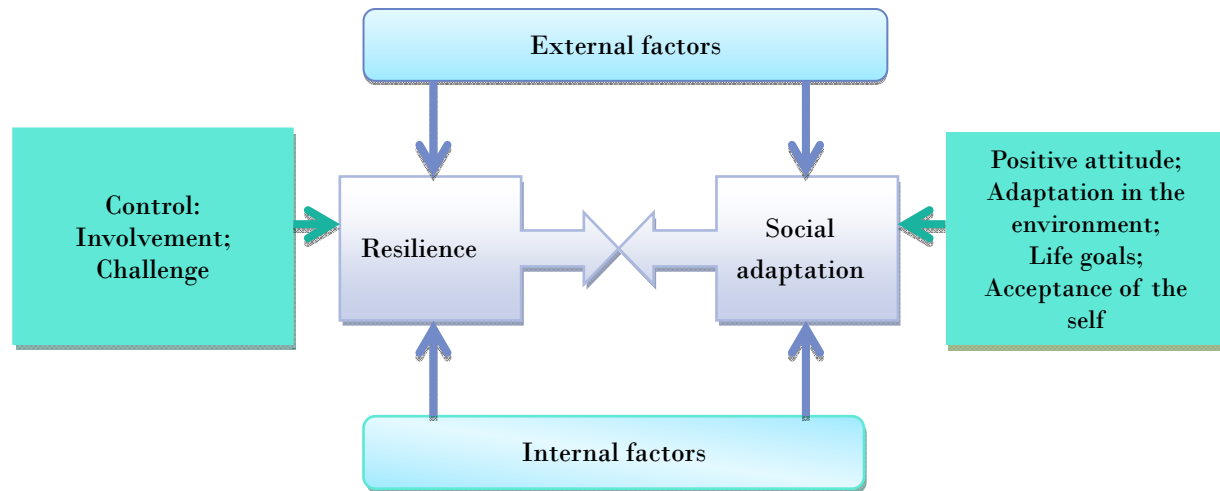 External factors
Control:
Involvement;
Challenge
Resilience
Social
adaptation
Positive attitude;
Adaptation in the
environment;
Life goals;
Acceptance of the
self
Internal factors